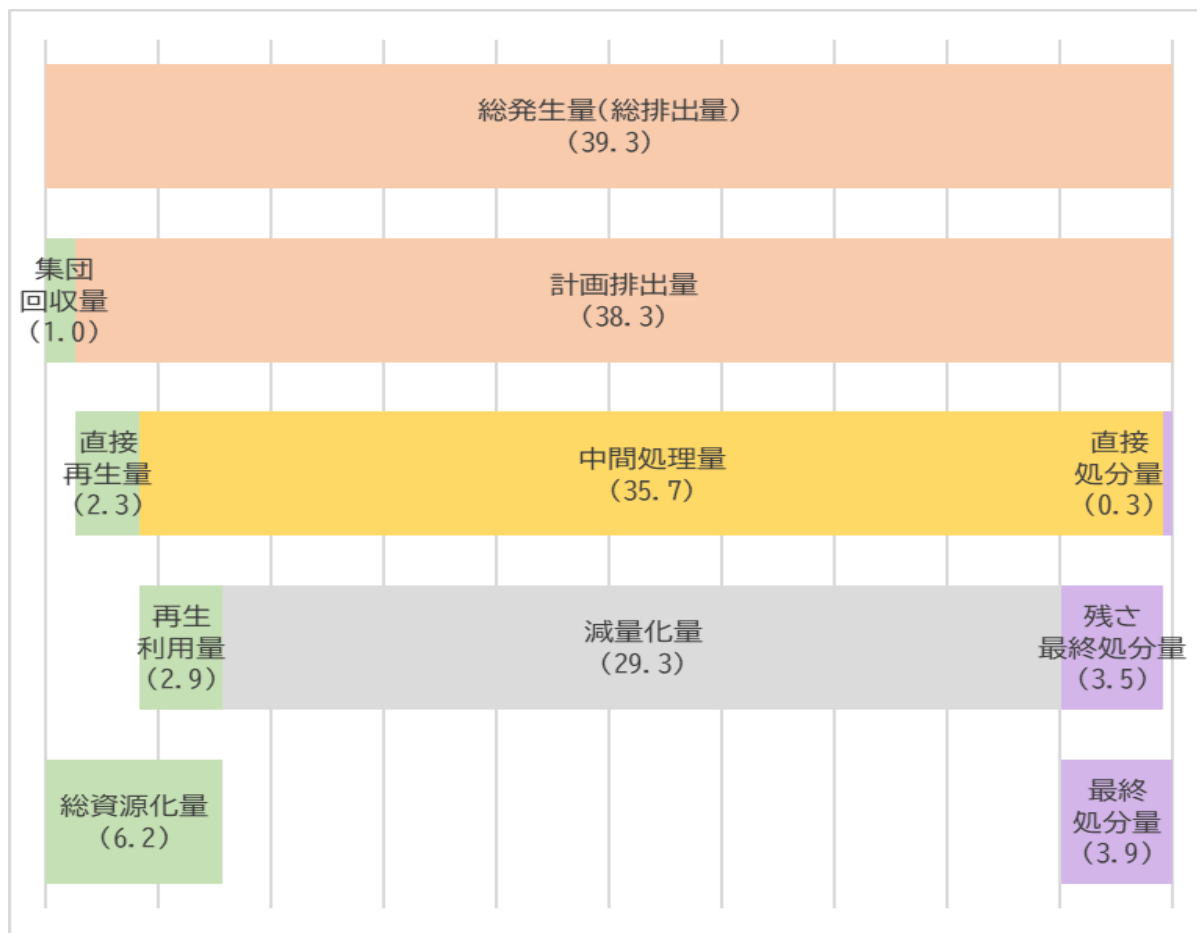 総発生量(総排出量)
(39.3)
集団
回収量
(1.0)
計画排出量
(38.3)
直接
再生量
(2.3)
中間処理量
(35.7)
直接
処分量
(0.3)
再生
利用量
(2.9)
減量化量
(29.3)
残さ
最終処分量
(3.5)
総資源化量
(6.2)
最終
処分量
(3.9)